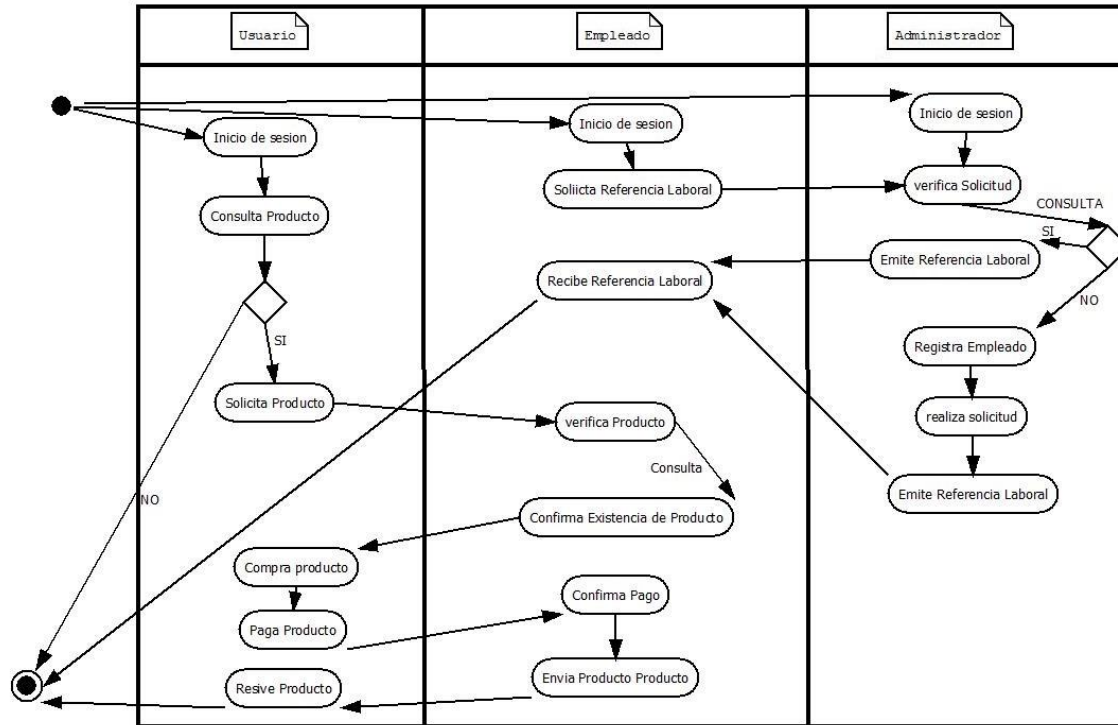 Usuario
Empleado
Administrador
Inicio de sesion
Inicio de sesion
Inicio de sesion
Soliicta Referencia Laboral
verifica Solicitud
Consulta Producto
CONSULTA
SI
Emite Referencia Laboral
Recibe Referencia Laboral
NO
SI
Registra Empleado
Solicita Producto
verifica Producto
realiza solicitud
Consulta
NO
Emite Referencia Laboral
Confirma Existencia de Producto
Compra producto
Confirma Pago
Paga Producto
Envia Producto Producto
Resive Producto